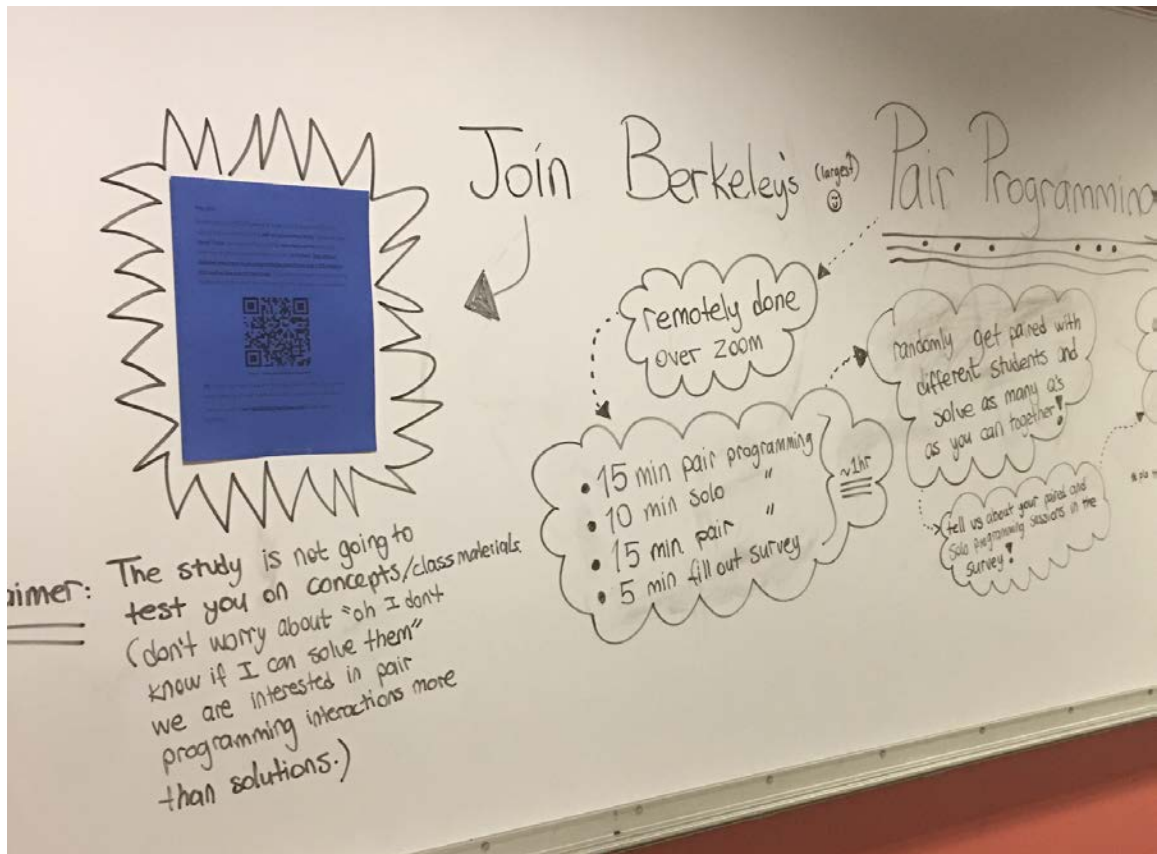 Join Berkeley's (largest) Pair Programming
remotely done
over zoom
• 15 min pair programming
• 10 min solo "
• 15 min pair "
• 5 min fill out survey
~1hr
randomly get paired with
different students and
solve as many Q's
as you can together!
tell us about your paired and
solo programming sessions in the
survey!
aimer: The study is not going to
test you on concepts/class materials.
(don't worry about "oh I don't
know if I can solve them"
we are interested in pair
programming interactions more
than solutions.)